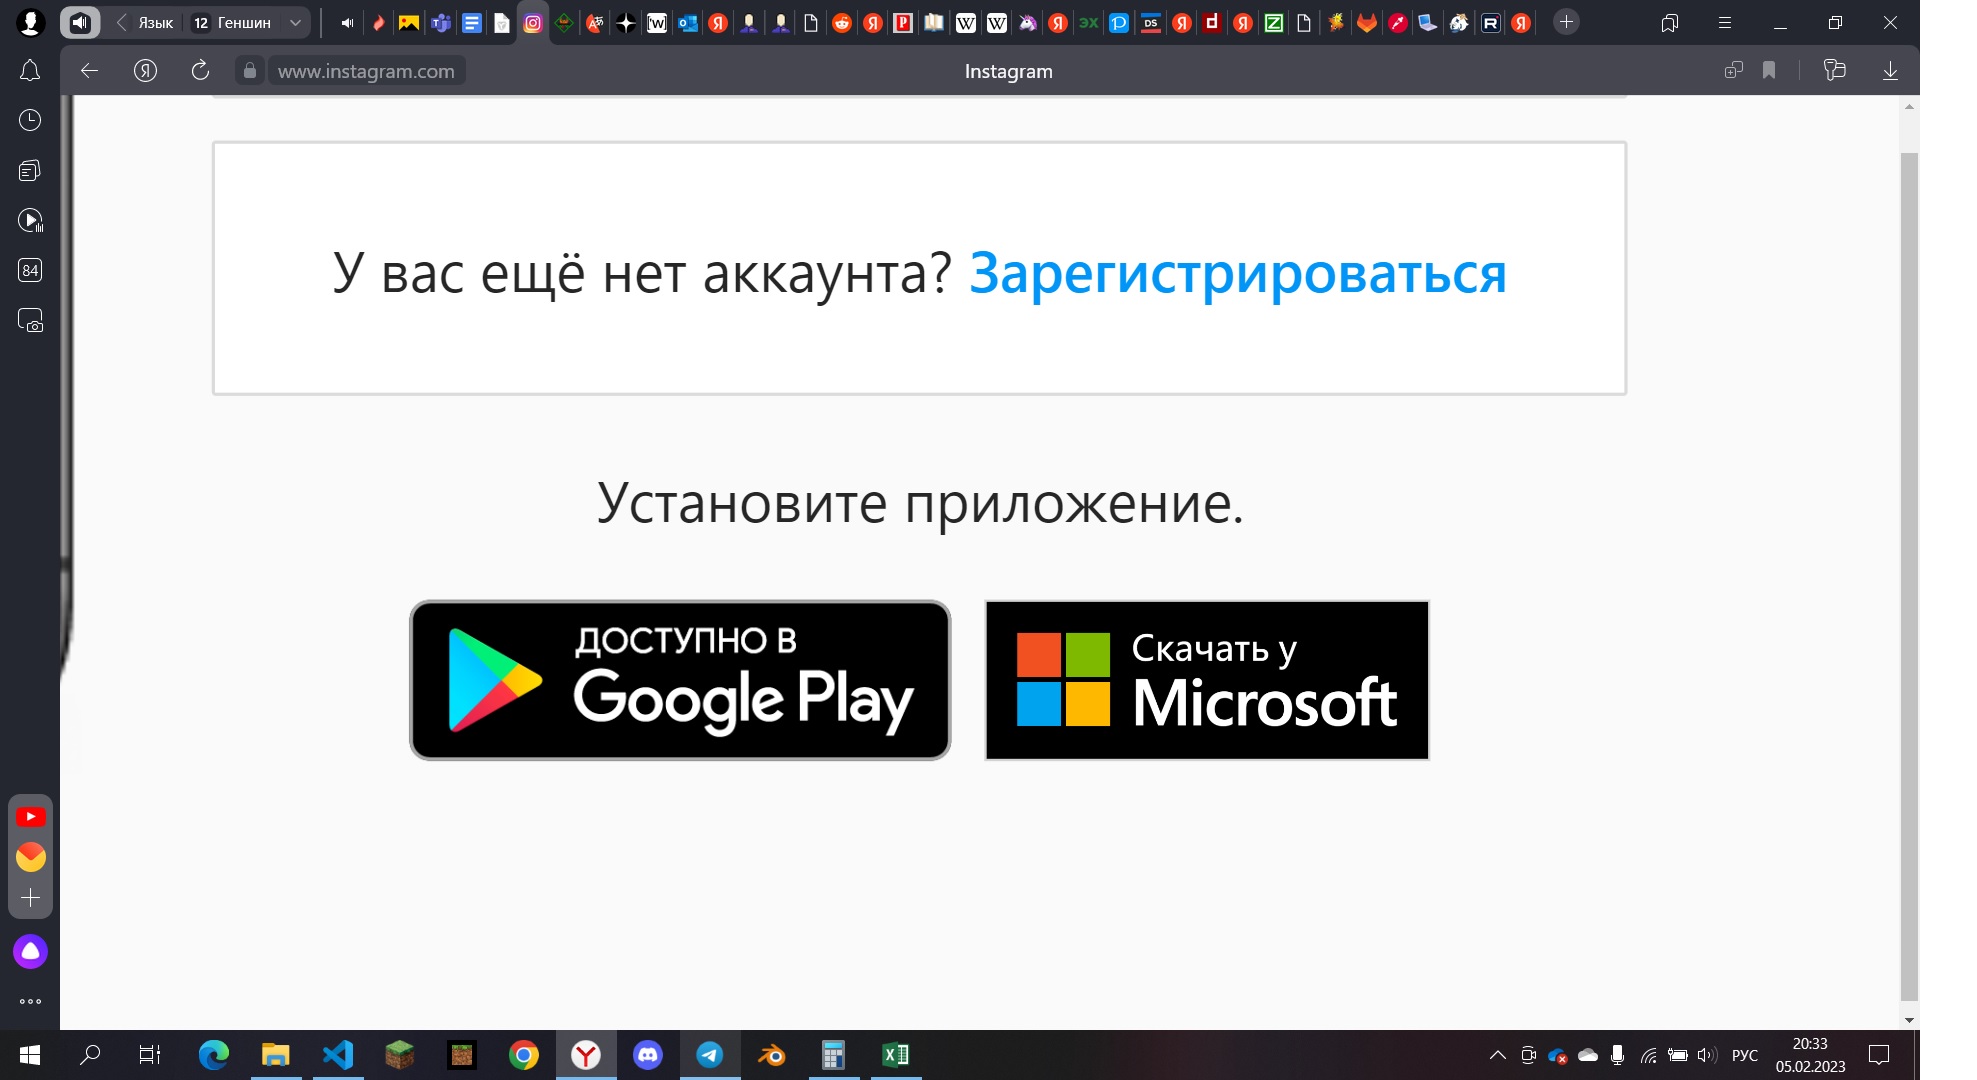 Язык
12 Геншин
www.instagram.com
Instagram
84
У вас ещё нет аккаунта? Зарегистрироваться
Установите приложение.
ДОСТУПНО В
Google Play
Скачать у
Microsoft
РУС
20:33
05.02.2023